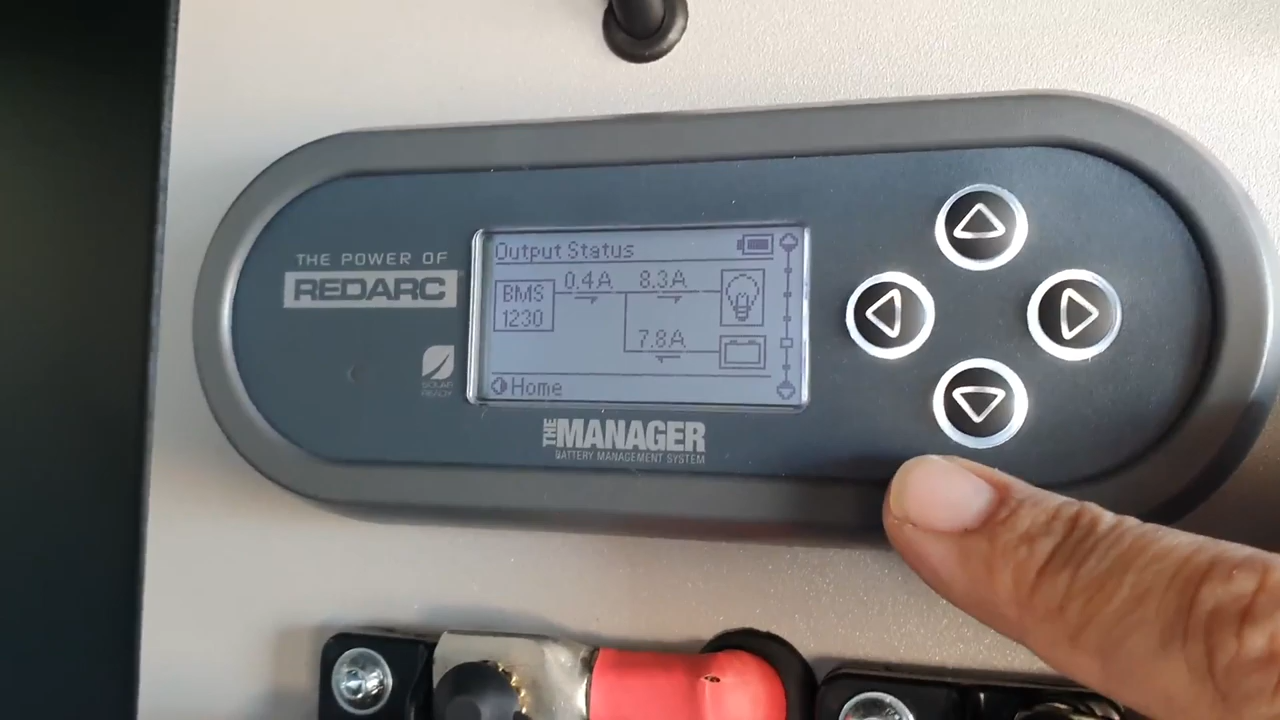 THE POWER OF
REDARC
SOLAR
READY
Output Status
0.4A 8.3A
BMS
1230
7.8A
Home
THE MANAGER
BATTERY MANAGEMENT SYSTEM